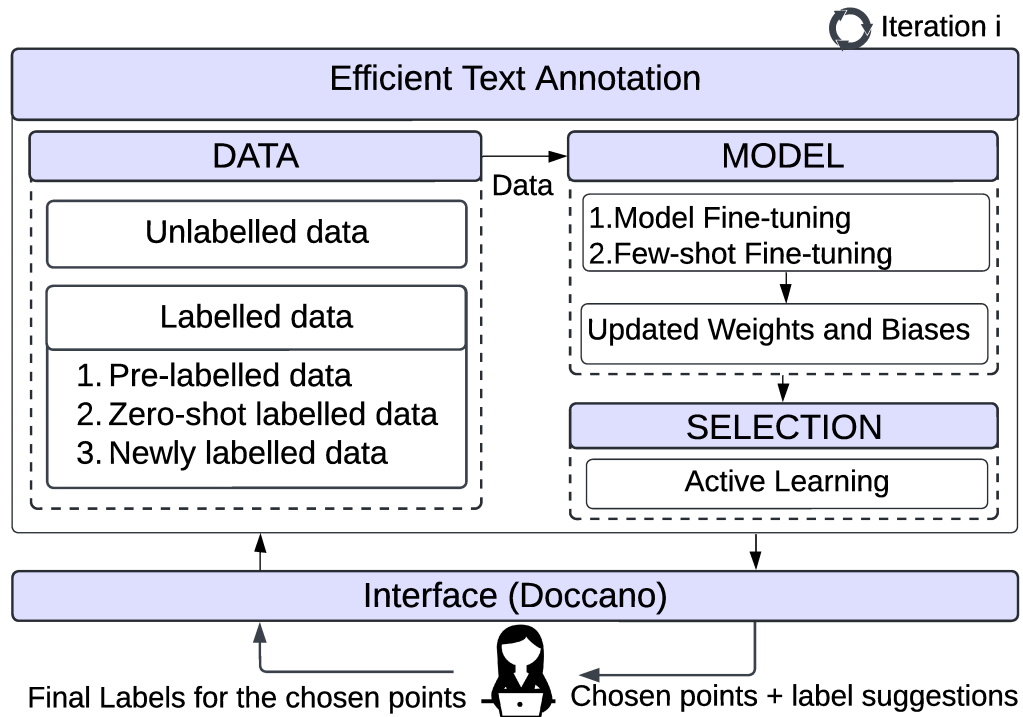 Iteration i
Efficient Text Annotation
DATA
Data
MODEL
Unlabelled data
Labelled data
1. Pre-labelled data
2. Zero-shot labelled data
3. Newly labelled data
1.Model Fine-tuning
2.Few-shot Fine-tuning
Updated Weights and Biases
SELECTION
Active Learning
Interface (Doccano)
Final Labels for the chosen points
Chosen points + label suggestions